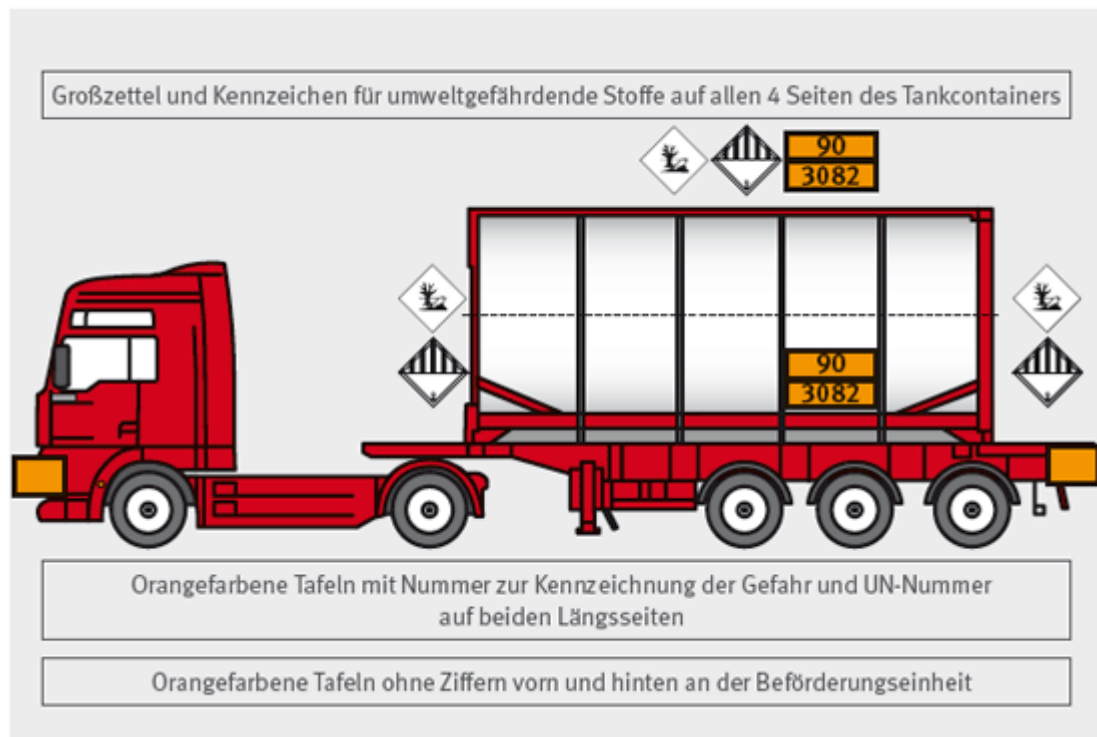 Großzettel und Kennzeichen für umweltgefährdende Stoffe auf allen 4 Seiten des Tankcontainers
90
3082
90
3082
Orangefarbene Tafeln mit Nummer zur Kennzeichnung der Gefahr und UN-Nummer
auf beiden Längsseiten
Orangefarbene Tafeln ohne Ziffern vorn und hinten an der Beförderungseinheit